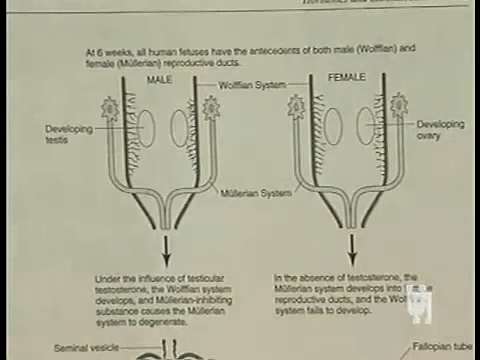 At 6 weeks, all human fetuses have the antecedents of both male (Wolffian) and
female (Müllerian) reproductive ducts.
MALE
Wolffian System
FEMALE
Developing
testis
Developing
ovary
Müllerian System
Under the influence of testicular
testosterone, the Wolffian system
develops, and Müllerian-inhibiting
substance causes the Müllerian
system to degenerate.
In the absence of testosterone, the
Müllerian system develops into
reproductive ducts, and the
system fails to develop.
Seminal vesicle
Fallopian tube